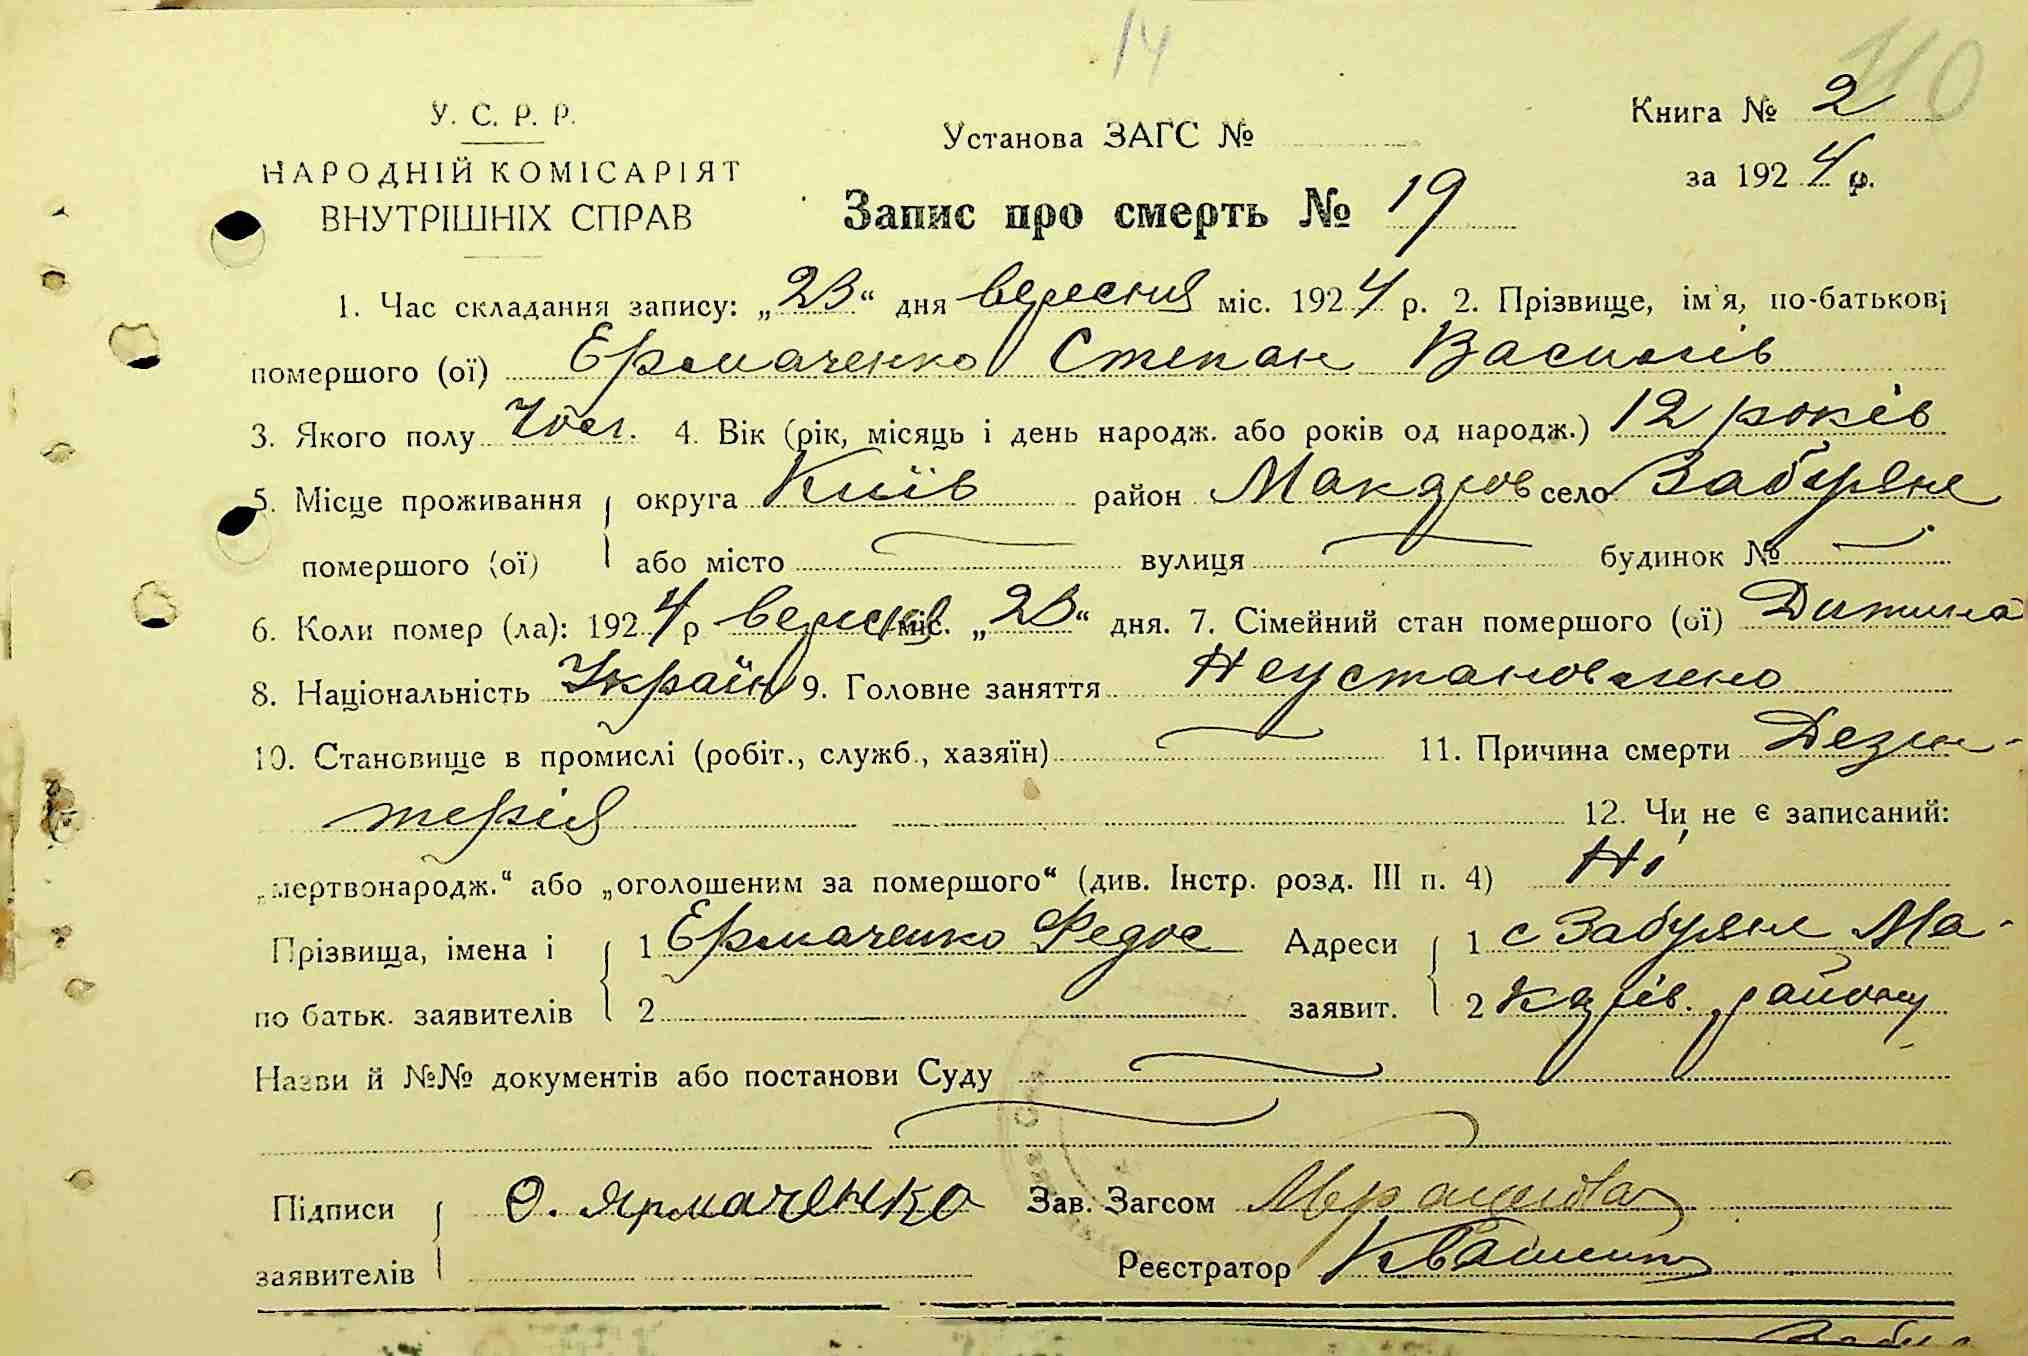 14
110
У. С. Р. Р.
НАРОДНІЙ КОМІСАРІЯТ
ВНУТРІШНІХ СПРАВ
Установа ЗАГС №
Книга № 2
за 1924 р.
Запис про смерть № 19
1. Час складання запису: „23“ дня вересня міс. 1924 р. 2. Прізвище, ім'я, по-батькові
помершого (ої) Ермаченко Степан Василів
3. Якого полу Чол. 4. Вік (рік, місяць і день народж. або років од народж.) 12 років
5. Місце проживання округа Київ район Макаров село Забуряне
помершого (ої) або місто вулиця будинок №
6. Коли помер (ла): 1924 р вересня міс. „23“ дня. 7. Сімейний стан помершого (ої) Дитина
8. Національність Україн 9. Головне заняття Неустановлено
10. Становище в промислі (робіт., служб., хазяїн) 11. Причина смерти Дезин-
терія
12. Чи не є записаний:
„мертвонародж.“ або „оголошеним за помершого“ (див. Інстр. розд. III п. 4) Ні
Прізвища, імена і 1 Ермаченко Федос Адреси 1 с Забуряне Ма-
по батьк. заявителів 2 заявит. 2 карів. району
Назви й №№ документів або постанови Суду
Підписи Ф. Ярмаченко Зав. Загсом
заявителів Реєстратор